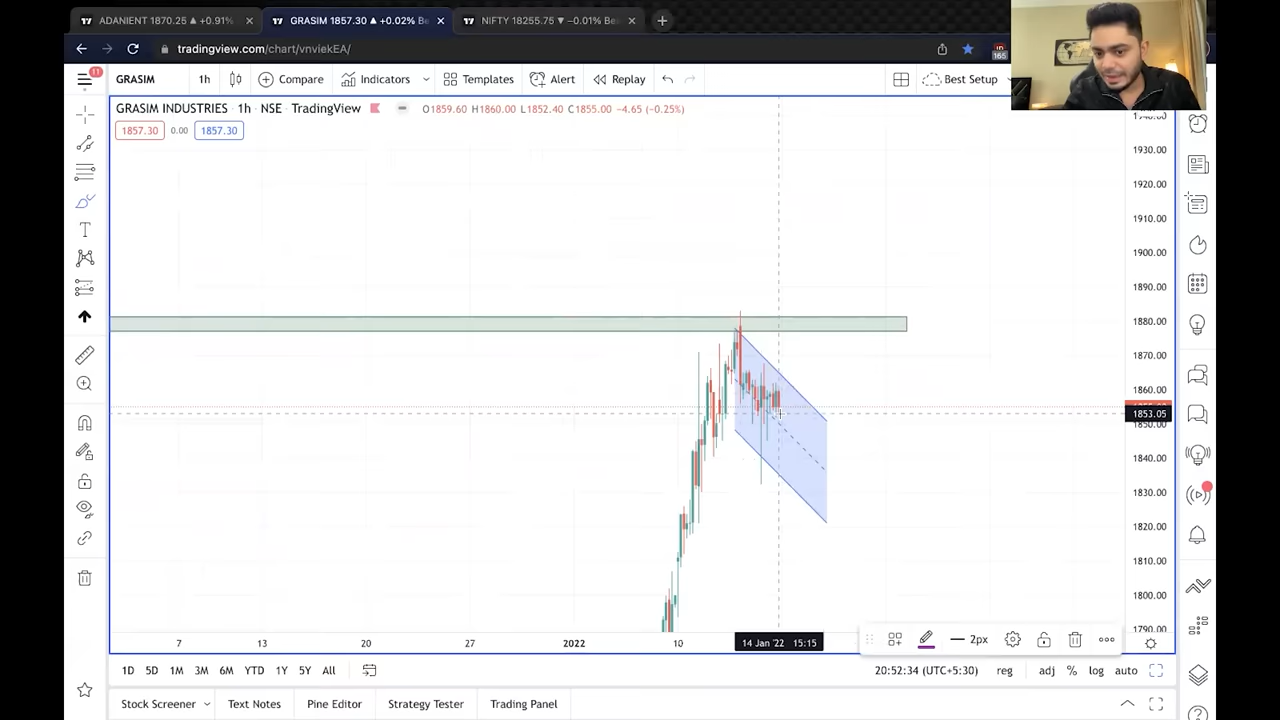 ADANIENT 1870.25 ▲ +0.91%
GRASIM 1857.30 ▲ +0.02% Be
NIFTY 18255.75 ▼ −0.01% Be
tradingview.com/chart/vnviekEA/
165
11
GRASIM 1h Compare Indicators Templates Alert Replay Best Setup
GRASIM INDUSTRIES · 1h · NSE · TradingView O1859.60 H1860.00 L1852.40 C1855.00 −4.65 (−0.25%)
1857.30 0.00 1857.30
1940.00
1930.00
1920.00
1910.00
1900.00
1890.00
1880.00
1870.00
1860.00
1853.05
1850.00
1840.00
1830.00
1820.00
1810.00
1800.00
1790.00
7 13 20 27 2022 10 14 Jan '22 15:15
2px
1D 5D 1M 3M 6M YTD 1Y 5Y All 20:52:34 (UTC+5:30) reg adj % log auto
Stock Screener Text Notes Pine Editor Strategy Tester Trading Panel